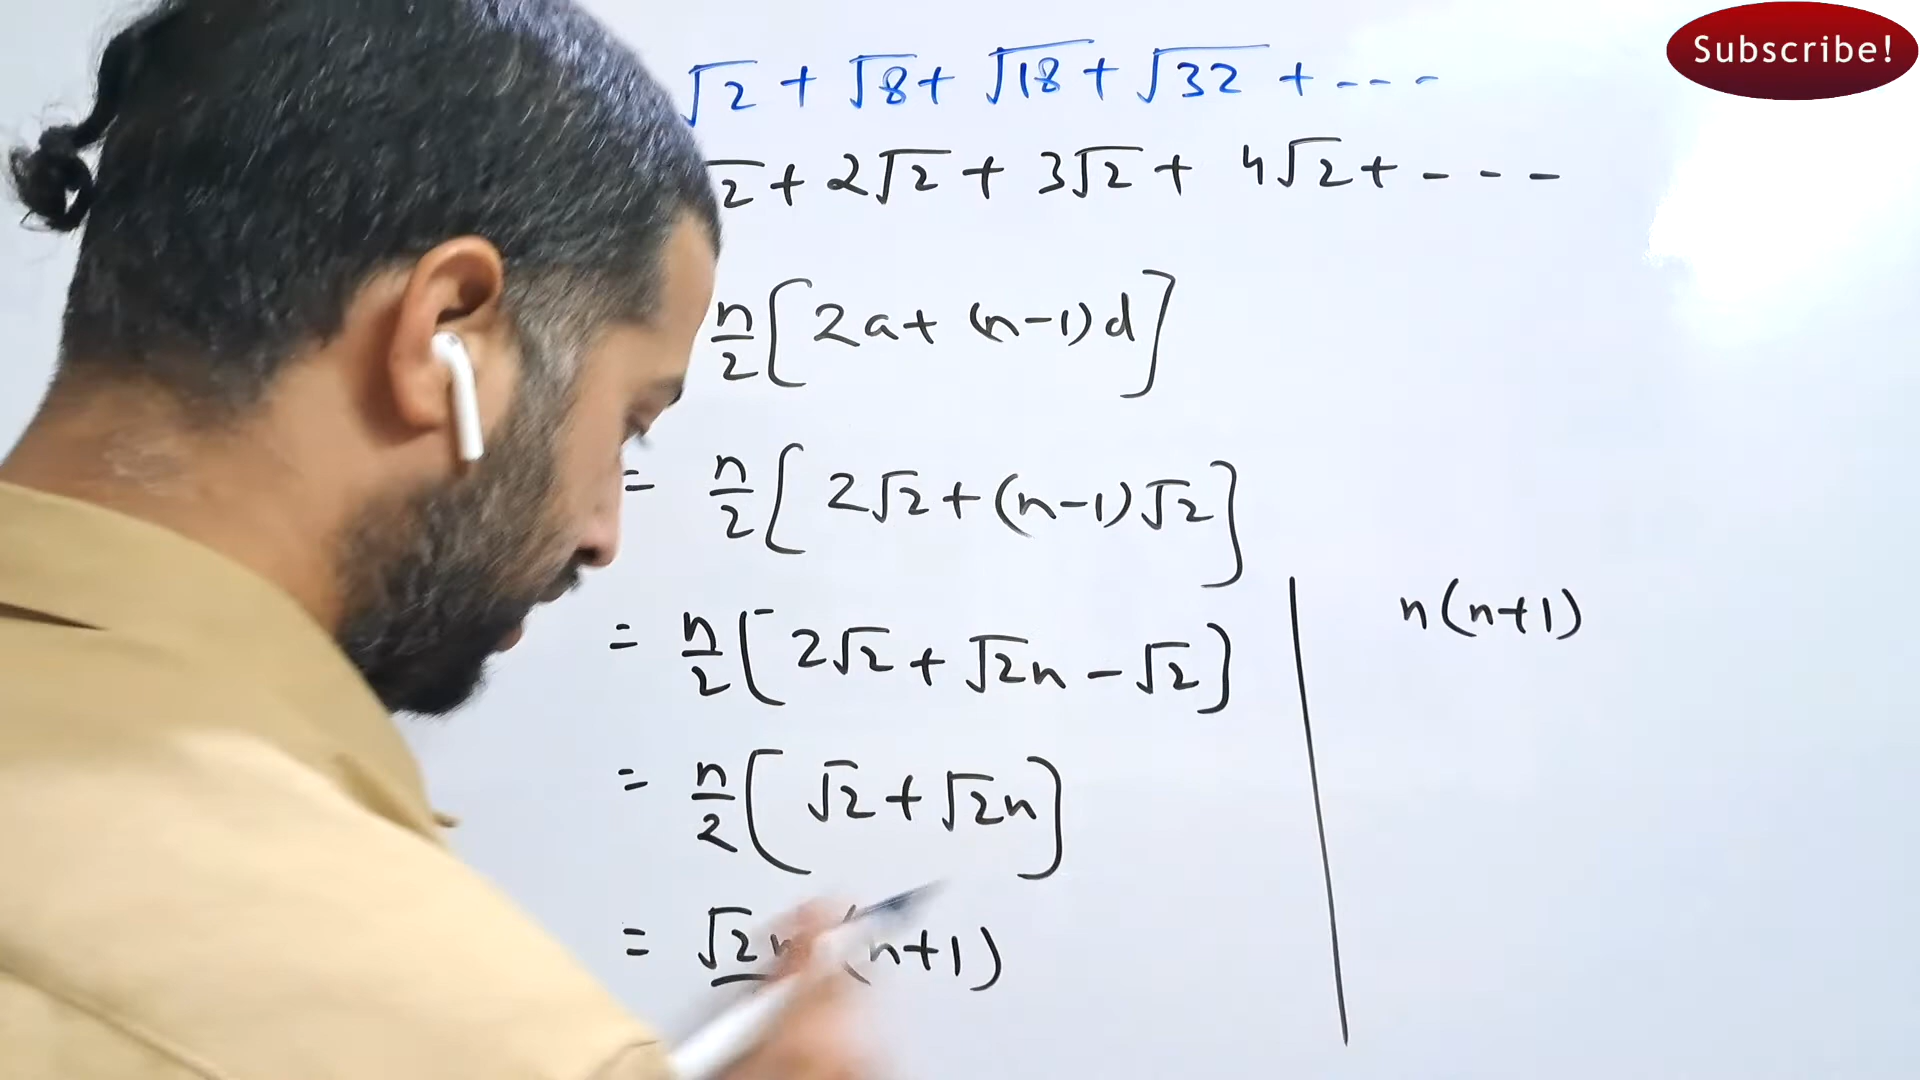 Subscribe!
√2 + √8 + √18 + √32 + ---
√2 + 2√2 + 3√2 + 4√2 + ---
n/2 [2a + (n-1)d]
= n/2 [2√2 + (n-1)√2]
= n/2 [2√2 + √2n - √2]
n(n+1)
= n/2 [√2 + √2n]
= √2n (n+1)